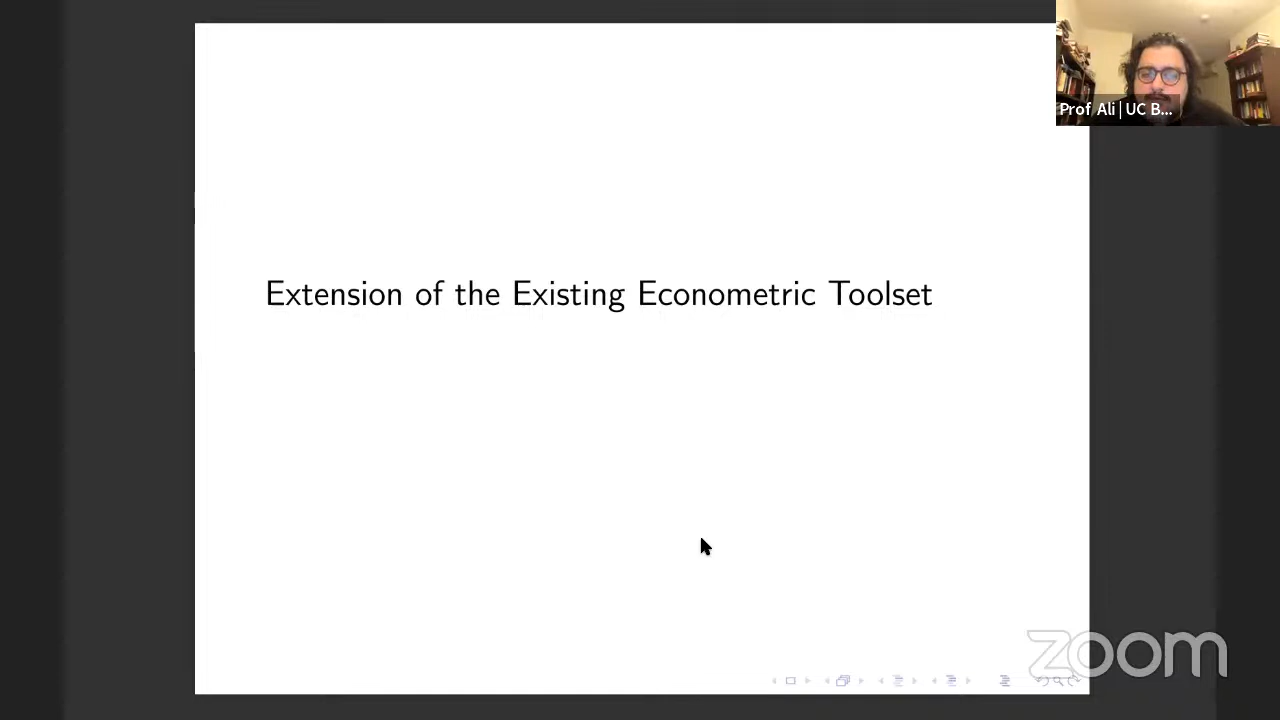 Prof Ali | UC B...
Extension of the Existing Econometric Toolset
zoom